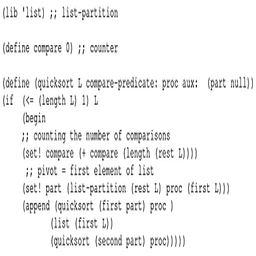 (lib 'list) ;; list-partition
(define compare 0) ;; counter
(define (quicksort L compare-predicate: proc aux: (part null))
(if (<= (length L) 1) L
(begin
;; counting the number of comparisons
(set! compare (+ compare (length (rest L))))
;; pivot = first element of list
(set! part (list-partition (rest L) proc (first L)))
(append (quicksort (first part) proc )
(list (first L))
(quicksort (second part) proc)))))